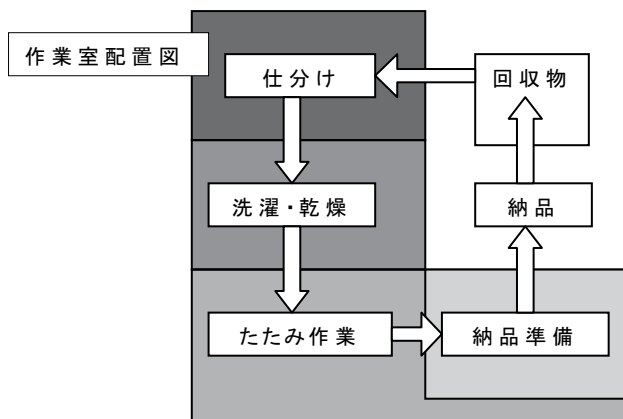 作業室配置図
仕分け
回収物
洗濯・乾燥
納品
たたみ作業
納品準備